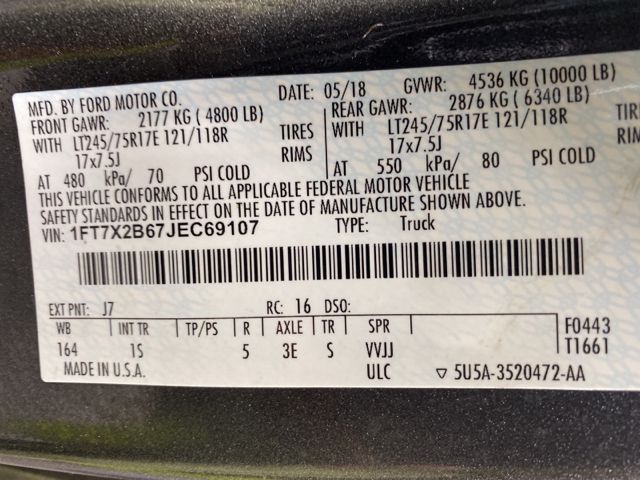 MFD. BY FORD MOTOR CO. DATE: 05/18 GVWR: 4536 KG (10000 LB)
FRONT GAWR: 2177 KG (4800 LB) REAR GAWR: 2876 KG (6340 LB)
WITH LT245/75R17E 121/118R TIRES WITH LT245/75R17E 121/118R
17x7.5J RIMS 17x7.5J
AT 480 kPa/ 70 PSI COLD AT 550 kPa/ 80 PSI COLD
THIS VEHICLE CONFORMS TO ALL APPLICABLE FEDERAL MOTOR VEHICLE
SAFETY STANDARDS IN EFFECT ON THE DATE OF MANUFACTURE SHOWN ABOVE.
VIN: 1FT7X2B67JEC69107 TYPE: Truck
EXT PNT: J7 RC: 16 DSO:
WB INT TR TP/PS R AXLE TR SPR F0443
164 1S 5 3E S VVJJ T1661
MADE IN U.S.A. ULC ▽ 5U5A-3520472-AA